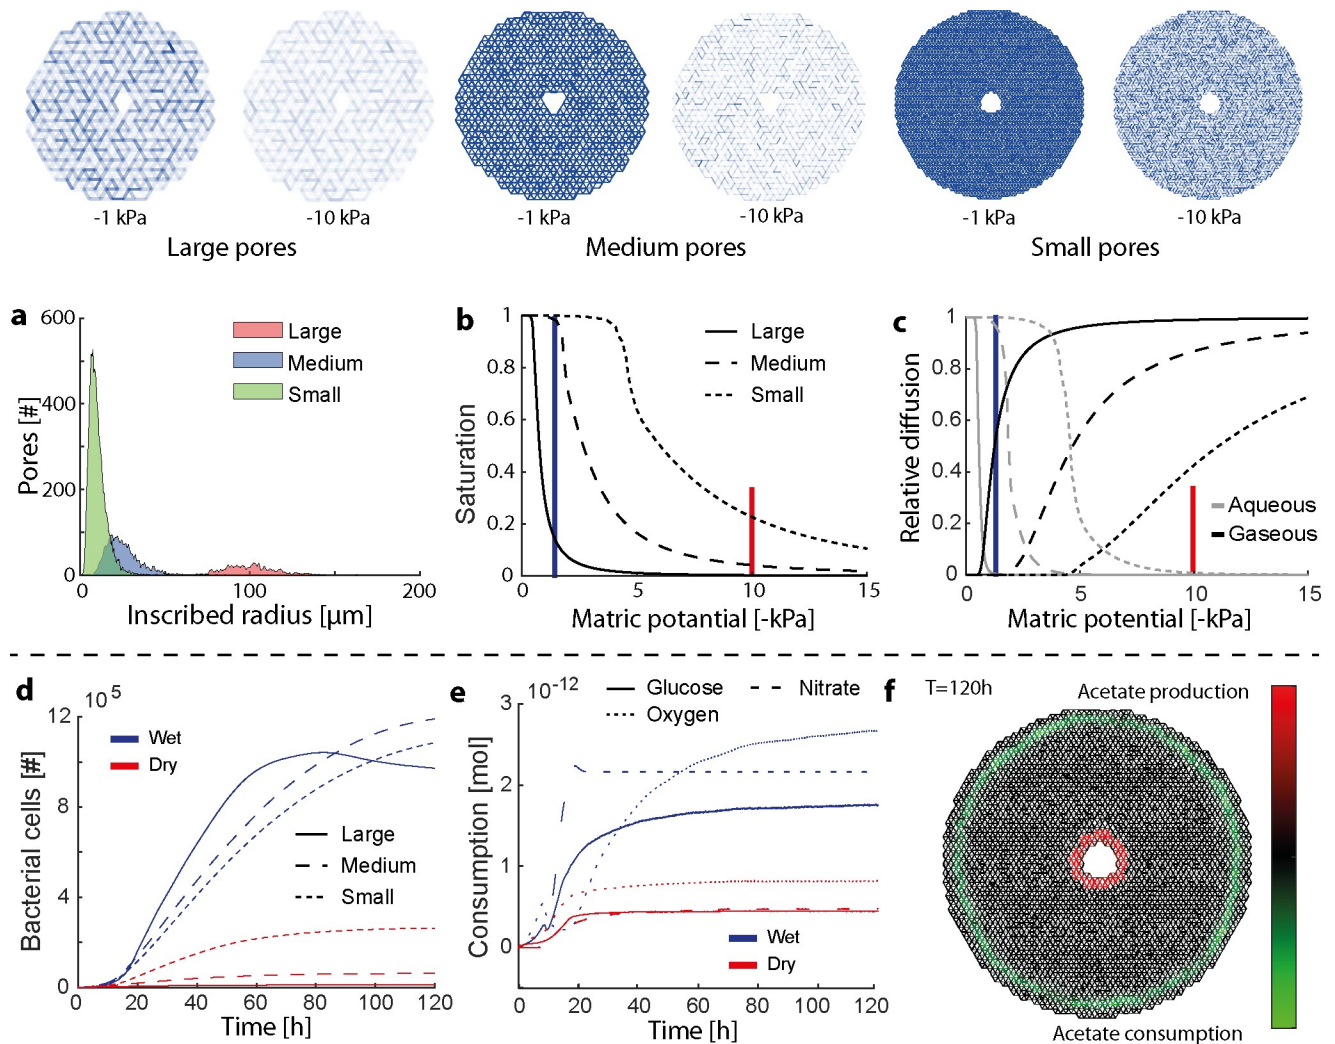 -1 kPa
-10 kPa
-1 kPa
-10 kPa
-1 kPa
-10 kPa
Large pores
Medium pores
Small pores
a
600
400
200
0
Pores [#]
0
100
200
Inscribed radius [µm]
Large
Medium
Small
b
1
0.8
0.6
0.4
0.2
0
Saturation
0
5
10
15
Matric potantial [-kPa]
Large
Medium
Small
c
1
0.8
0.6
0.4
0.2
0
Relative diffusion
0
5
10
15
Matric potential [-kPa]
Aqueous
Gaseous
d
10⁻⁵
12
8
4
0
Bacterial cells [#]
0
20
40
60
80
100
120
Time [h]
Wet
Dry
Large
Medium
Small
e
10⁻¹²
Glucose
Nitrate
Oxygen
3
2
1
0
Consumption [mol]
0
20
40
60
80
100
120
Time [h]
Wet
Dry
f
T=120h
Acetate production
Acetate consumption